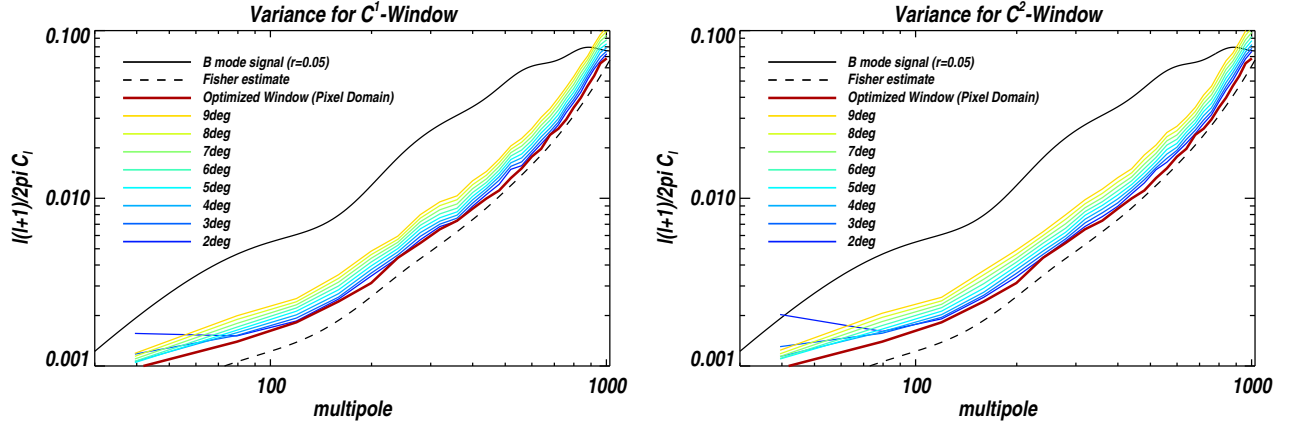 Variance for C¹-Window
0.100
0.010
0.001
l(l+1)/2pi Cₗ
B mode signal (r=0.05)
Fisher estimate
Optimized Window (Pixel Domain)
9deg
8deg
7deg
6deg
5deg
4deg
3deg
2deg
100
1000
multipole
Variance for C²-Window
0.100
0.010
0.001
l(l+1)/2pi Cₗ
B mode signal (r=0.05)
Fisher estimate
Optimized Window (Pixel Domain)
9deg
8deg
7deg
6deg
5deg
4deg
3deg
2deg
100
1000
multipole